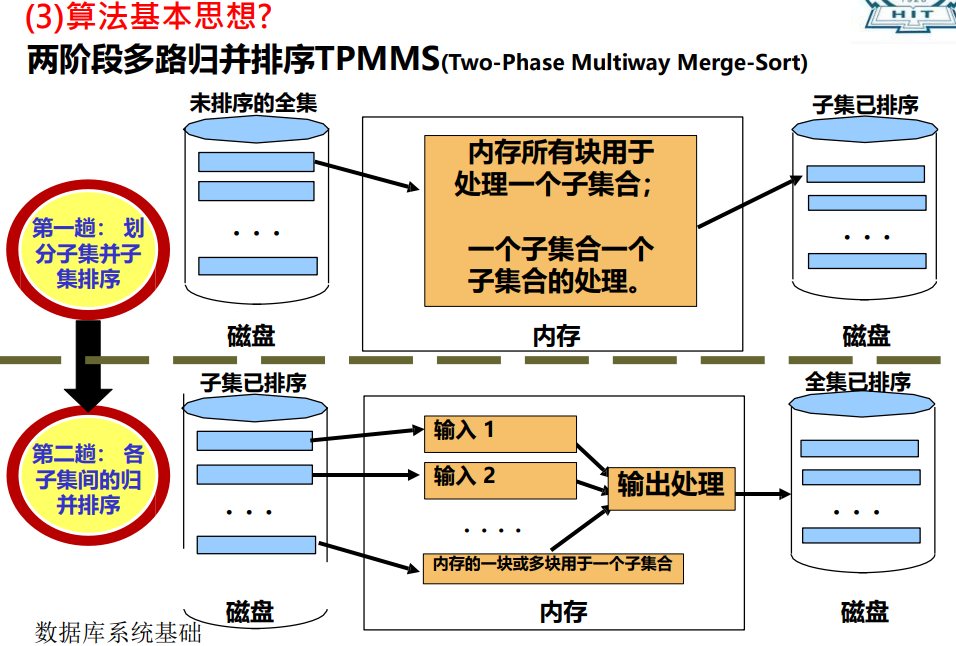 (3)算法基本思想?
HIT
两阶段多路归并排序TPMMS(Two-Phase Multiway Merge-Sort)
未排序的全集
子集已排序
内存所有块用于
处理一个子集合；
一个子集合一个
子集合的处理。
第一趟： 划
分子集并子
集排序
· · ·
· · ·
磁盘
内存
磁盘
子集已排序
全集已排序
输入 1
输入 2
输出处理
第二趟： 各
子集间的归
并排序
· · ·
· · · ·
· · ·
内存的一块或多块用于一个子集合
磁盘
内存
磁盘
数据库系统基础